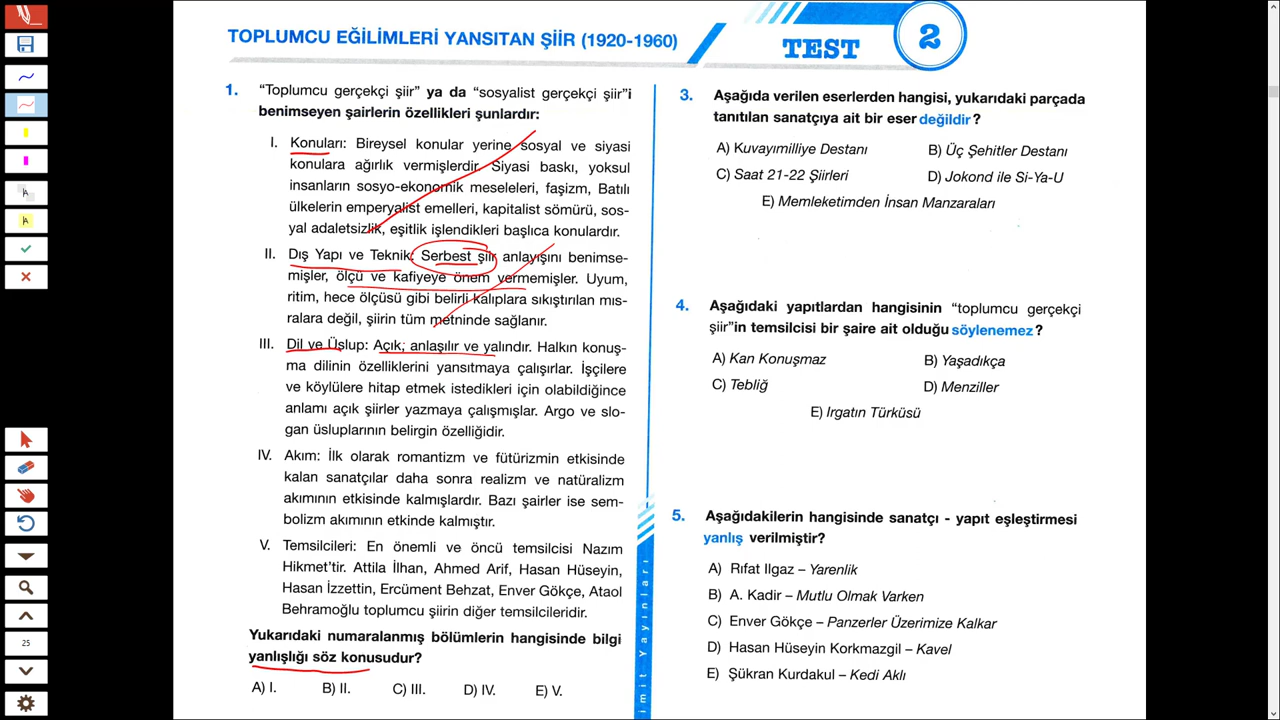 TOPLUMCU EĞİLİMLERİ YANSITAN ŞİİR (1920-1960)
TEST 2
1. “Toplumcu gerçekçi şiir” ya da “sosyalist gerçekçi şiir”i
benimseyen şairlerin özellikleri şunlardır:
I. Konuları: Bireysel konular yerine sosyal ve siyasi
konulara ağırlık vermişlerdir. Siyasi baskı, yoksul
insanların sosyo-ekonomik meseleleri, faşizm, Batılı
ülkelerin emperyalist emelleri, kapitalist sömürü, sos-
yal adaletsizlik, eşitlik işlendikleri başlıca konulardır.
II. Dış Yapı ve Teknik: Serbest şiir anlayışını benimse-
mişler, ölçü ve kafiyeye önem vermemişler. Uyum,
ritim, hece ölçüsü gibi belirli kalıplara sıkıştırılan mıs-
ralara değil, şiirin tüm metninde sağlanır.
III. Dil ve Üslup: Açık, anlaşılır ve yalındır. Halkın konuş-
ma dilinin özelliklerini yansıtmaya çalışırlar. İşçilere
ve köylülere hitap etmek istedikleri için olabildiğince
anlamı açık şiirler yazmaya çalışmışlar. Argo ve slo-
gan üsluplarının belirgin özelliğidir.
IV. Akım: İlk olarak romantizm ve fütürizmin etkisinde
kalan sanatçılar daha sonra realizm ve natüralizm
akımının etkisinde kalmışlardır. Bazı şairler ise sem-
bolizm akımının etkinde kalmıştır.
V. Temsilcileri: En önemli ve öncü temsilcisi Nazım
Hikmet’tir. Attila İlhan, Ahmed Arif, Hasan Hüseyin,
Hasan İzzettin, Ercüment Behzat, Enver Gökçe, Ataol
Behramoğlu toplumcu şiirin diğer temsilcileridir.
Yukarıdaki numaralanmış bölümlerin hangisinde bilgi
yanlışlığı söz konusudur?
A) I. B) II. C) III. D) IV. E) V.
imit Yayınları
3. Aşağıda verilen eserlerden hangisi, yukarıdaki parçada
tanıtılan sanatçıya ait bir eser değildir?
A) Kuvayımilliye Destanı B) Üç Şehitler Destanı
C) Saat 21-22 Şiirleri D) Jokond ile Si-Ya-U
E) Memleketimden İnsan Manzaraları
4. Aşağıdaki yapıtlardan hangisinin “toplumcu gerçekçi
şiir”in temsilcisi bir şaire ait olduğu söylenemez?
A) Kan Konuşmaz B) Yaşadıkça
C) Tebliğ D) Menziller
E) Irgatın Türküsü
5. Aşağıdakilerin hangisinde sanatçı - yapıt eşleştirmesi
yanlış verilmiştir?
A) Rıfat Ilgaz – Yarenlik
B) A. Kadir – Mutlu Olmak Varken
C) Enver Gökçe – Panzerler Üzerimize Kalkar
D) Hasan Hüseyin Korkmazgil – Kavel
E) Şükran Kurdakul – Kedi Aklı
A
A
25